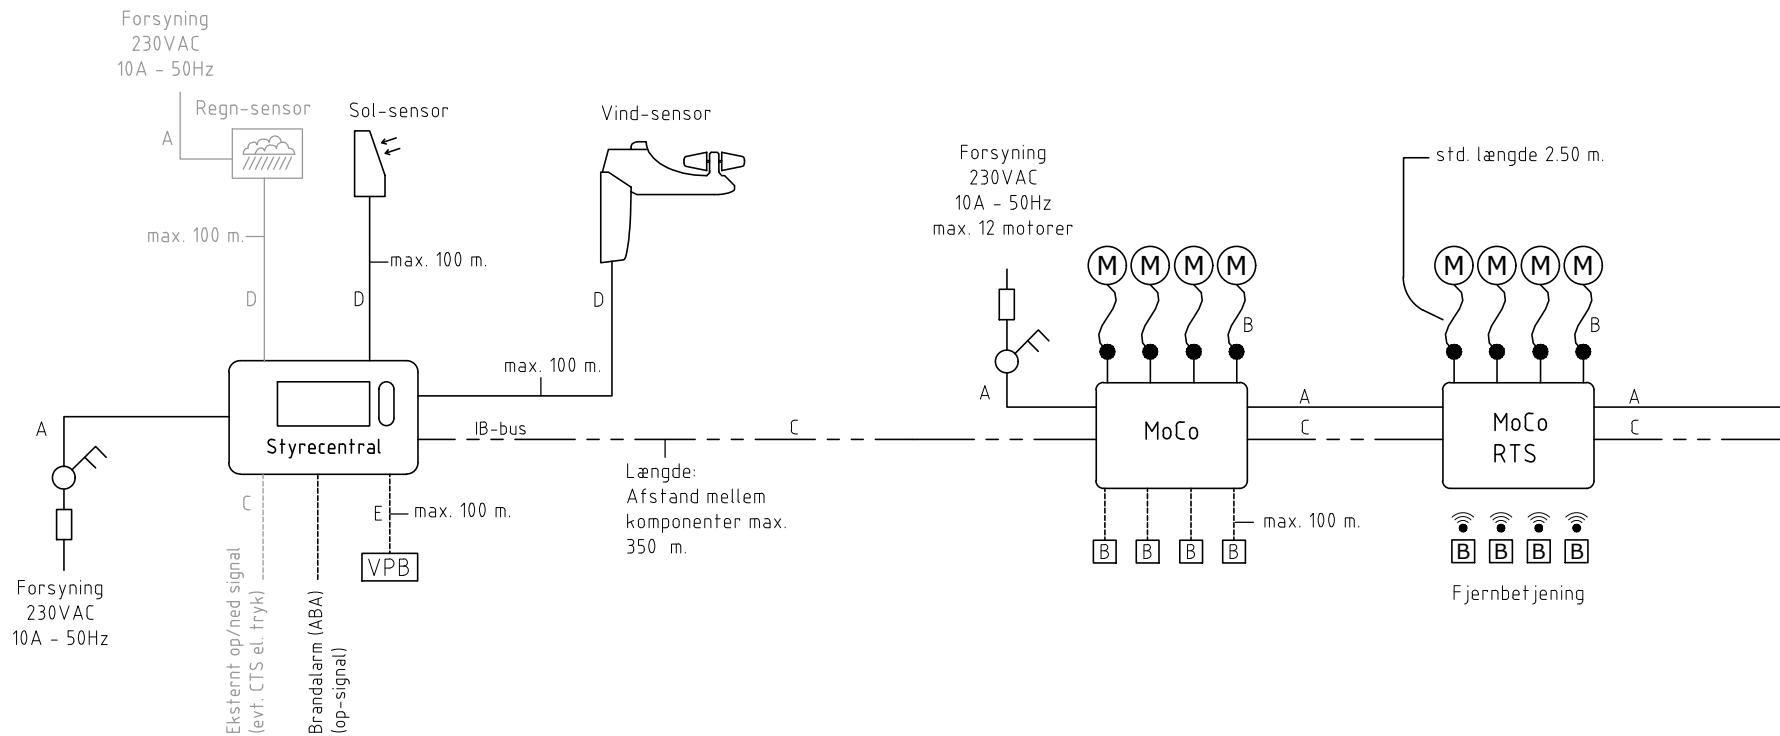 Forsyning
230VAC
10A - 50Hz
Regn-sensor
A
Sol-sensor
Vind-sensor
max. 100 m.
D
max. 100 m.
D
D
max. 100 m.
A
Styrecentral
IB-bus
C
Længde:
Afstand mellem
komponenter max.
350 m.
C
E
max. 100 m.
VPB
Forsyning
230VAC
10A - 50Hz
Eksternt op/ned signal
(evt. CTS el. tryk)
Brandalarm (ABA)
(op-signal)
Forsyning
230VAC
10A - 50Hz
max. 12 motorer
std. længde 2.50 m.
M M M M
M M M M
B
B
A
MoCo
A
C
MoCo
RTS
A
C
max. 100 m.
B B B B
B B B B
Fjernbetjening